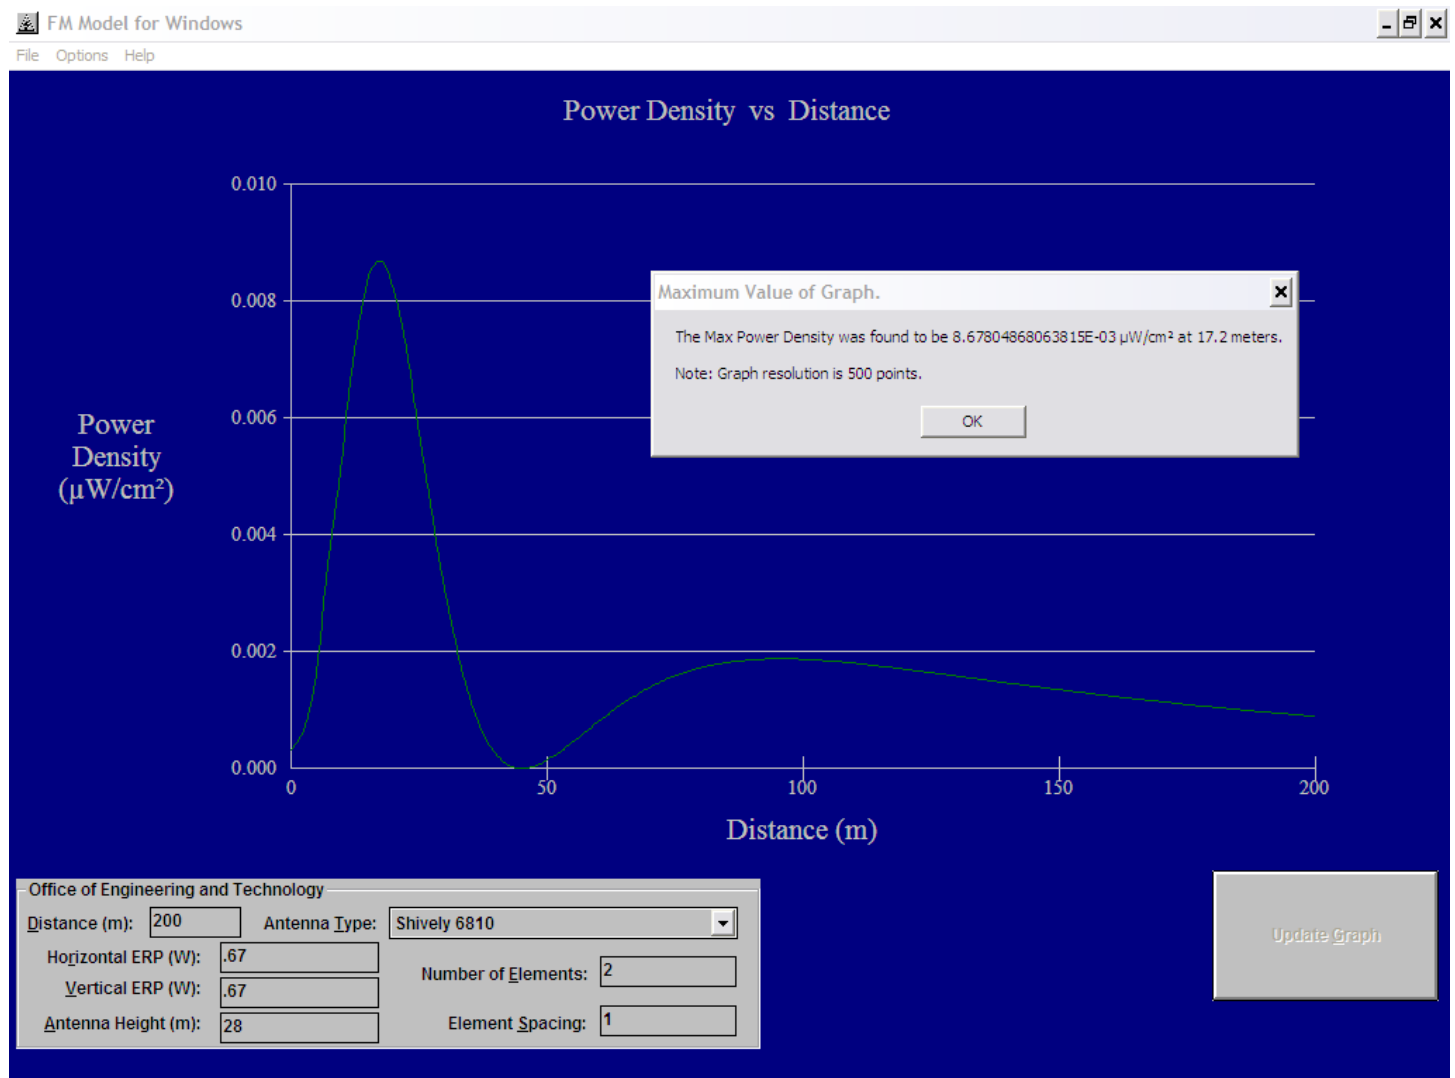 FM Model for Windows
File Options Help
Power Density vs Distance
0.010
0.008
0.006
0.004
0.002
0.000
Power
Density
(µW/cm²)
0
50
100
150
200
Distance (m)
Maximum Value of Graph.
The Max Power Density was found to be 8.67804868063815E-03 µW/cm² at 17.2 meters.
Note: Graph resolution is 500 points.
OK
Office of Engineering and Technology
Distance (m): 200 Antenna Type: Shively 6810
Horizontal ERP (W): .67
Vertical ERP (W): .67
Antenna Height (m): 28
Number of Elements: 2
Element Spacing: 1
Update Graph